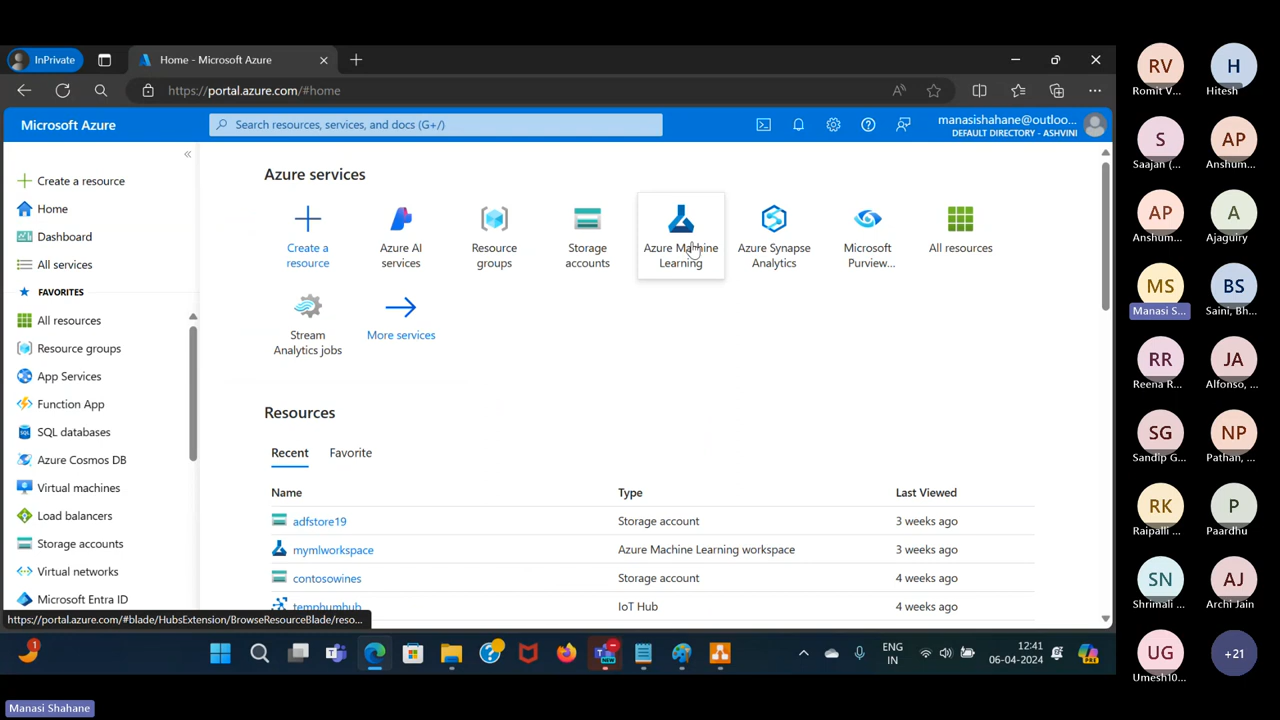 InPrivate
Home - Microsoft Azure
https://portal.azure.com/#home
Microsoft Azure
Search resources, services, and docs (G+/)
manasishahane@outloo...
DEFAULT DIRECTORY - ASHVINI
Create a resource
Home
Dashboard
All services
FAVORITES
All resources
Resource groups
App Services
Function App
SQL databases
Azure Cosmos DB
Virtual machines
Load balancers
Storage accounts
Virtual networks
Microsoft Entra ID
https://portal.azure.com/#blade/HubsExtension/BrowseResourceBlade/reso...
Azure services
Create a
resource
Azure AI
services
Resource
groups
Storage
accounts
Azure Machine
Learning
Azure Synapse
Analytics
Microsoft
Purview...
All resources
Stream
Analytics jobs
More services
Resources
Recent
Favorite
Name Type Last Viewed
adfstore19 Storage account 3 weeks ago
mymlworkspace Azure Machine Learning workspace 3 weeks ago
contosowines Storage account 4 weeks ago
temphumhub IoT Hub 4 weeks ago
1
NEW
ENG
IN
12:41
06-04-2024
PRE
Manasi Shahane
RV H
Romit V... Hitesh
S AP
Saajan (... Anshum...
AP A
Anshum... Ajaguiry
MS BS
Manasi S... Saini, Bh...
RR JA
Reena R... Alfonso, ...
SG NP
Sandip G... Pathan, ...
RK P
Raipalli ... Paardhu
SN AJ
Shrimali ... Archi Jain
UG +21
Umesh10...